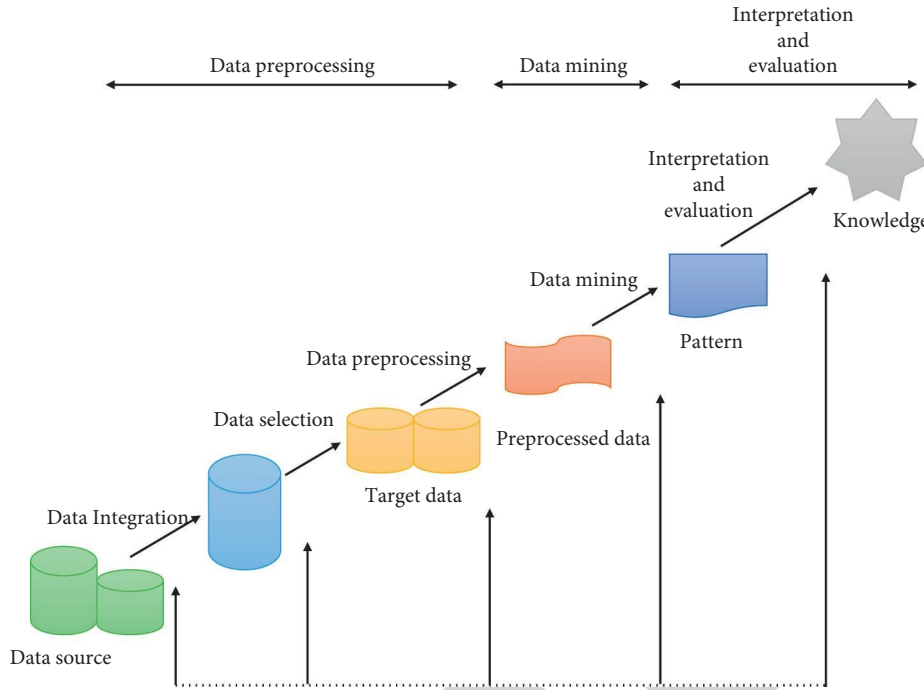 Interpretation
and
evaluation
Data preprocessing
Data mining
Interpretation
and
evaluation
Knowledge
Data mining
Pattern
Data preprocessing
Preprocessed data
Data selection
Target data
Data Integration
Data source